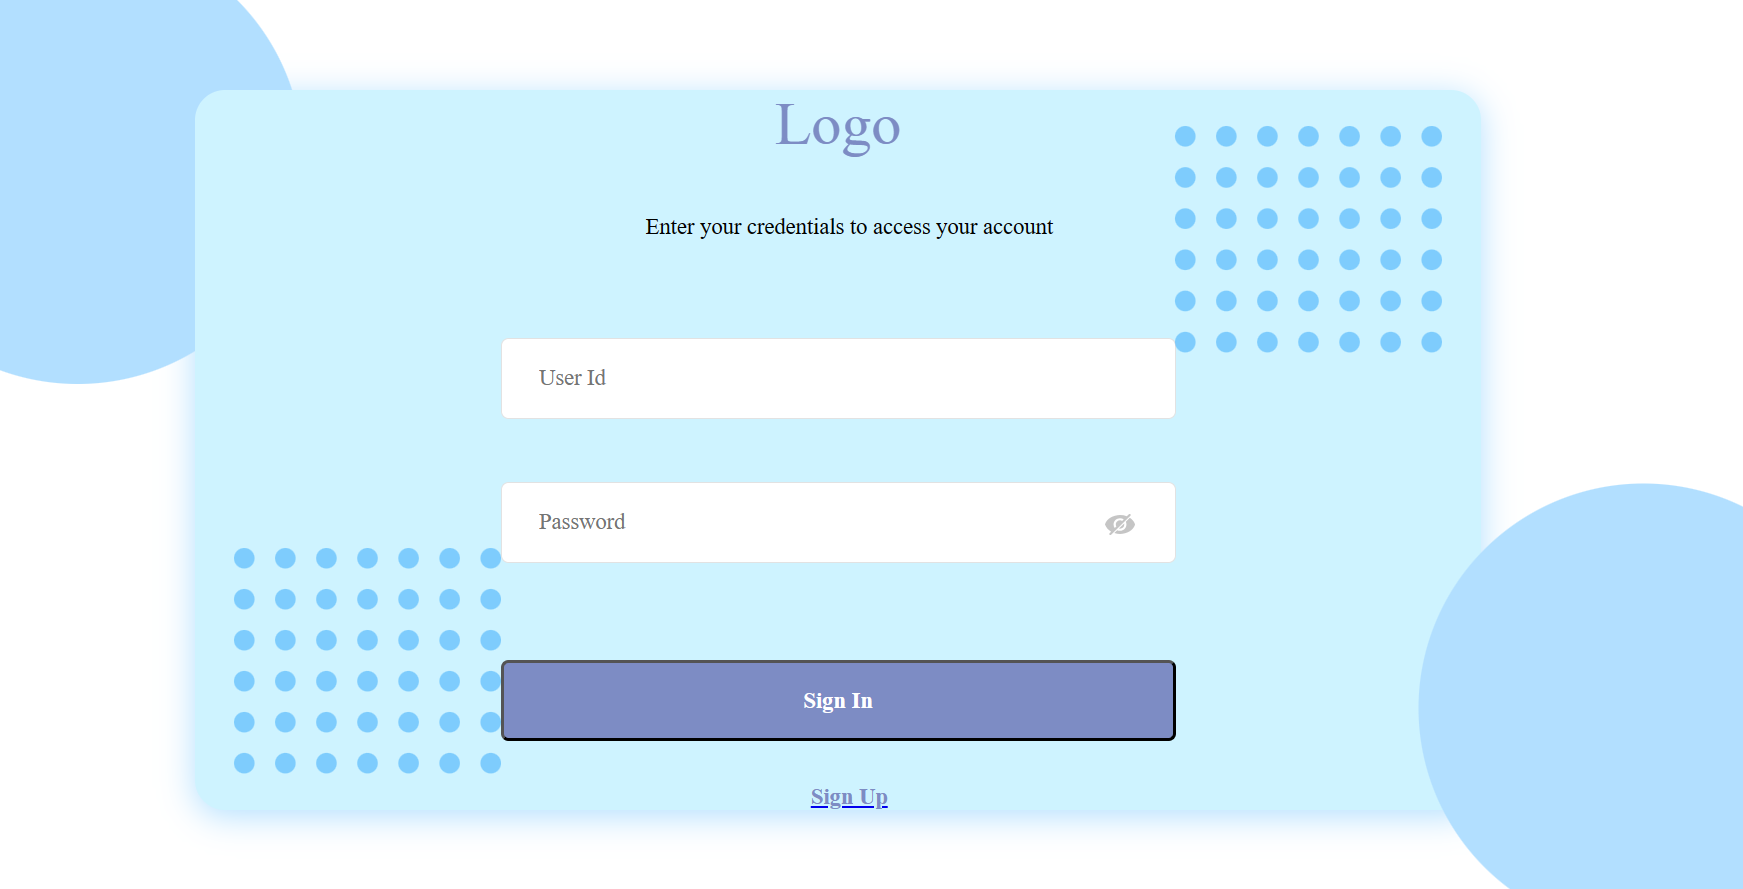 Logo
Enter your credentials to access your account
User Id
Password
Sign In
Sign Up